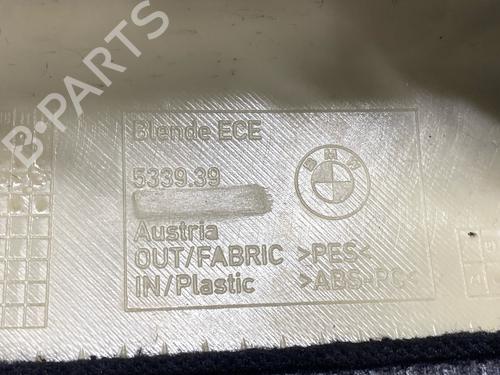 B-PARTS
Blende ECE
5339.39
BMW
Austria
OUT/FABRIC >PES<
IN/Plastic >ABS+PC